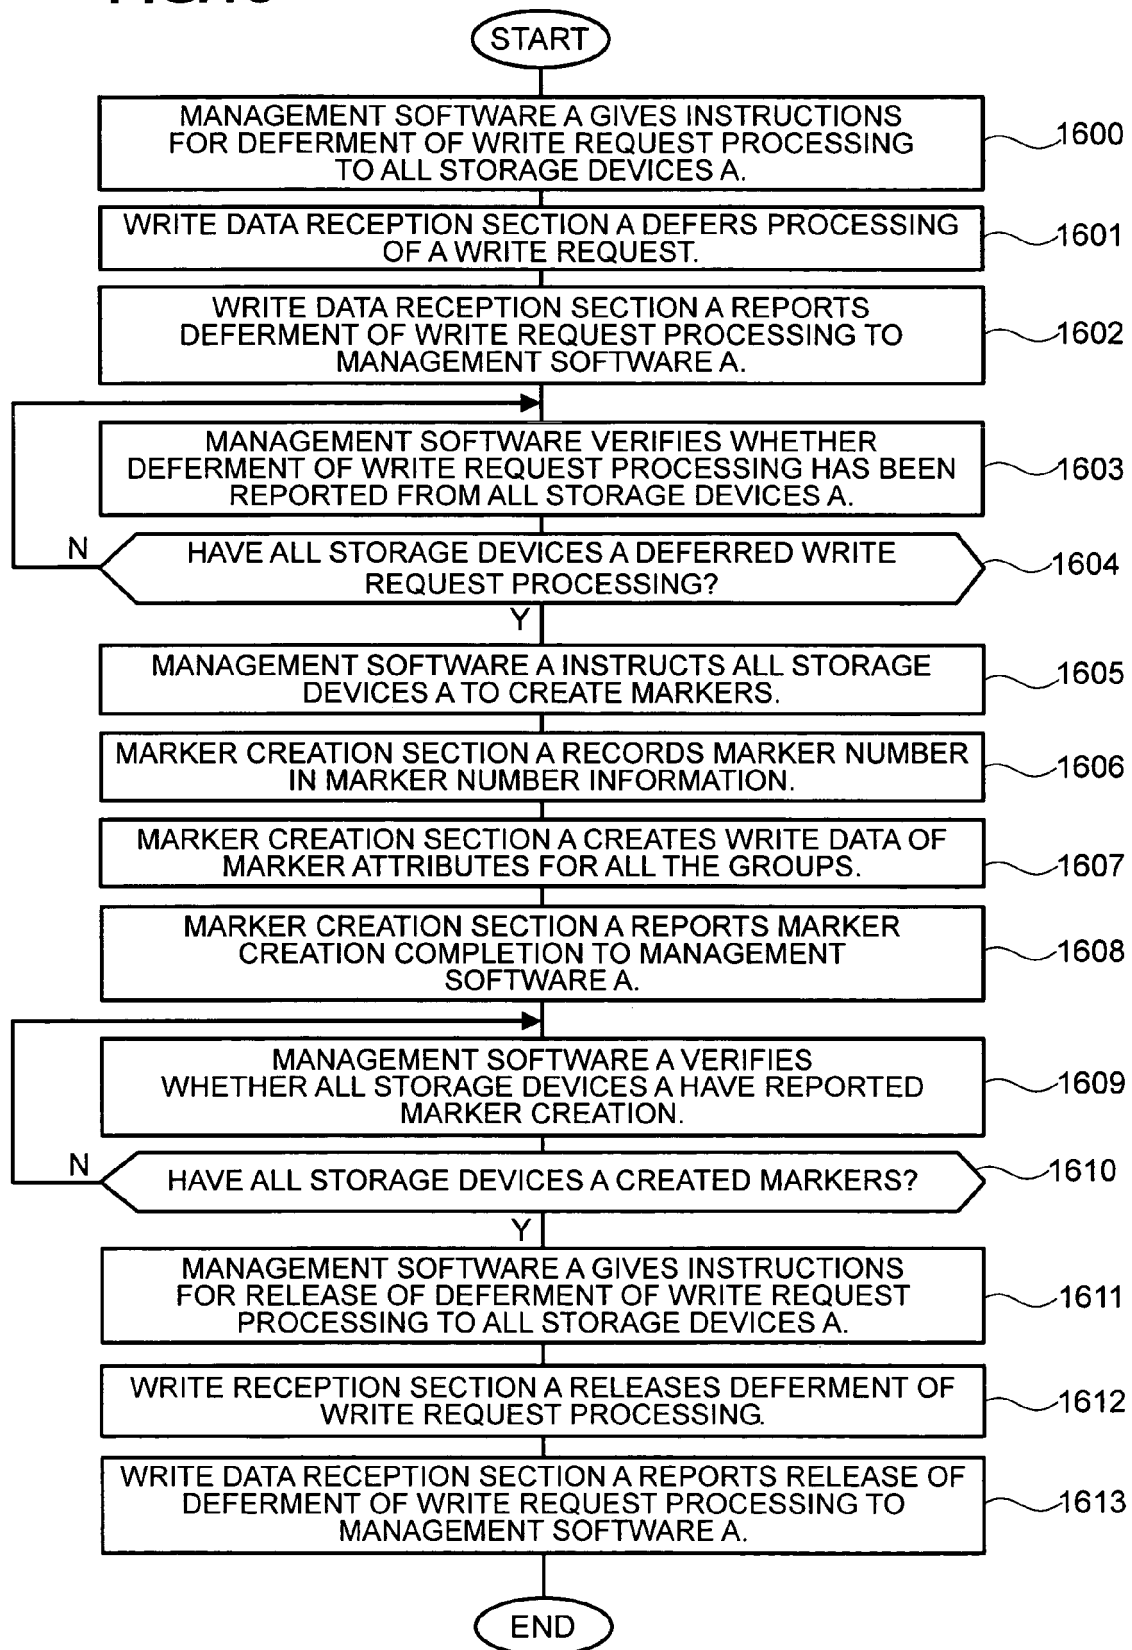 START
MANAGEMENT SOFTWARE A GIVES INSTRUCTIONS
FOR DEFERMENT OF WRITE REQUEST PROCESSING
TO ALL STORAGE DEVICES A.
1600
WRITE DATA RECEPTION SECTION A DEFERS PROCESSING
OF A WRITE REQUEST.
1601
WRITE DATA RECEPTION SECTION A REPORTS
DEFERMENT OF WRITE REQUEST PROCESSING TO
MANAGEMENT SOFTWARE A.
1602
MANAGEMENT SOFTWARE VERIFIES WHETHER
DEFERMENT OF WRITE REQUEST PROCESSING HAS BEEN
REPORTED FROM ALL STORAGE DEVICES A.
1603
N
HAVE ALL STORAGE DEVICES A DEFERRED WRITE
REQUEST PROCESSING?
1604
Y
MANAGEMENT SOFTWARE A INSTRUCTS ALL STORAGE
DEVICES A TO CREATE MARKERS.
1605
MARKER CREATION SECTION A RECORDS MARKER NUMBER
IN MARKER NUMBER INFORMATION.
1606
MARKER CREATION SECTION A CREATES WRITE DATA OF
MARKER ATTRIBUTES FOR ALL THE GROUPS.
1607
MARKER CREATION SECTION A REPORTS MARKER
CREATION COMPLETION TO MANAGEMENT
SOFTWARE A.
1608
MANAGEMENT SOFTWARE A VERIFIES
WHETHER ALL STORAGE DEVICES A HAVE REPORTED
MARKER CREATION.
1609
N
HAVE ALL STORAGE DEVICES A CREATED MARKERS?
1610
Y
MANAGEMENT SOFTWARE A GIVES INSTRUCTIONS
FOR RELEASE OF DEFERMENT OF WRITE REQUEST
PROCESSING TO ALL STORAGE DEVICES A.
1611
WRITE RECEPTION SECTION A RELEASES DEFERMENT OF
WRITE REQUEST PROCESSING.
1612
WRITE DATA RECEPTION SECTION A REPORTS RELEASE OF
DEFERMENT OF WRITE REQUEST PROCESSING TO
MANAGEMENT SOFTWARE A.
1613
END